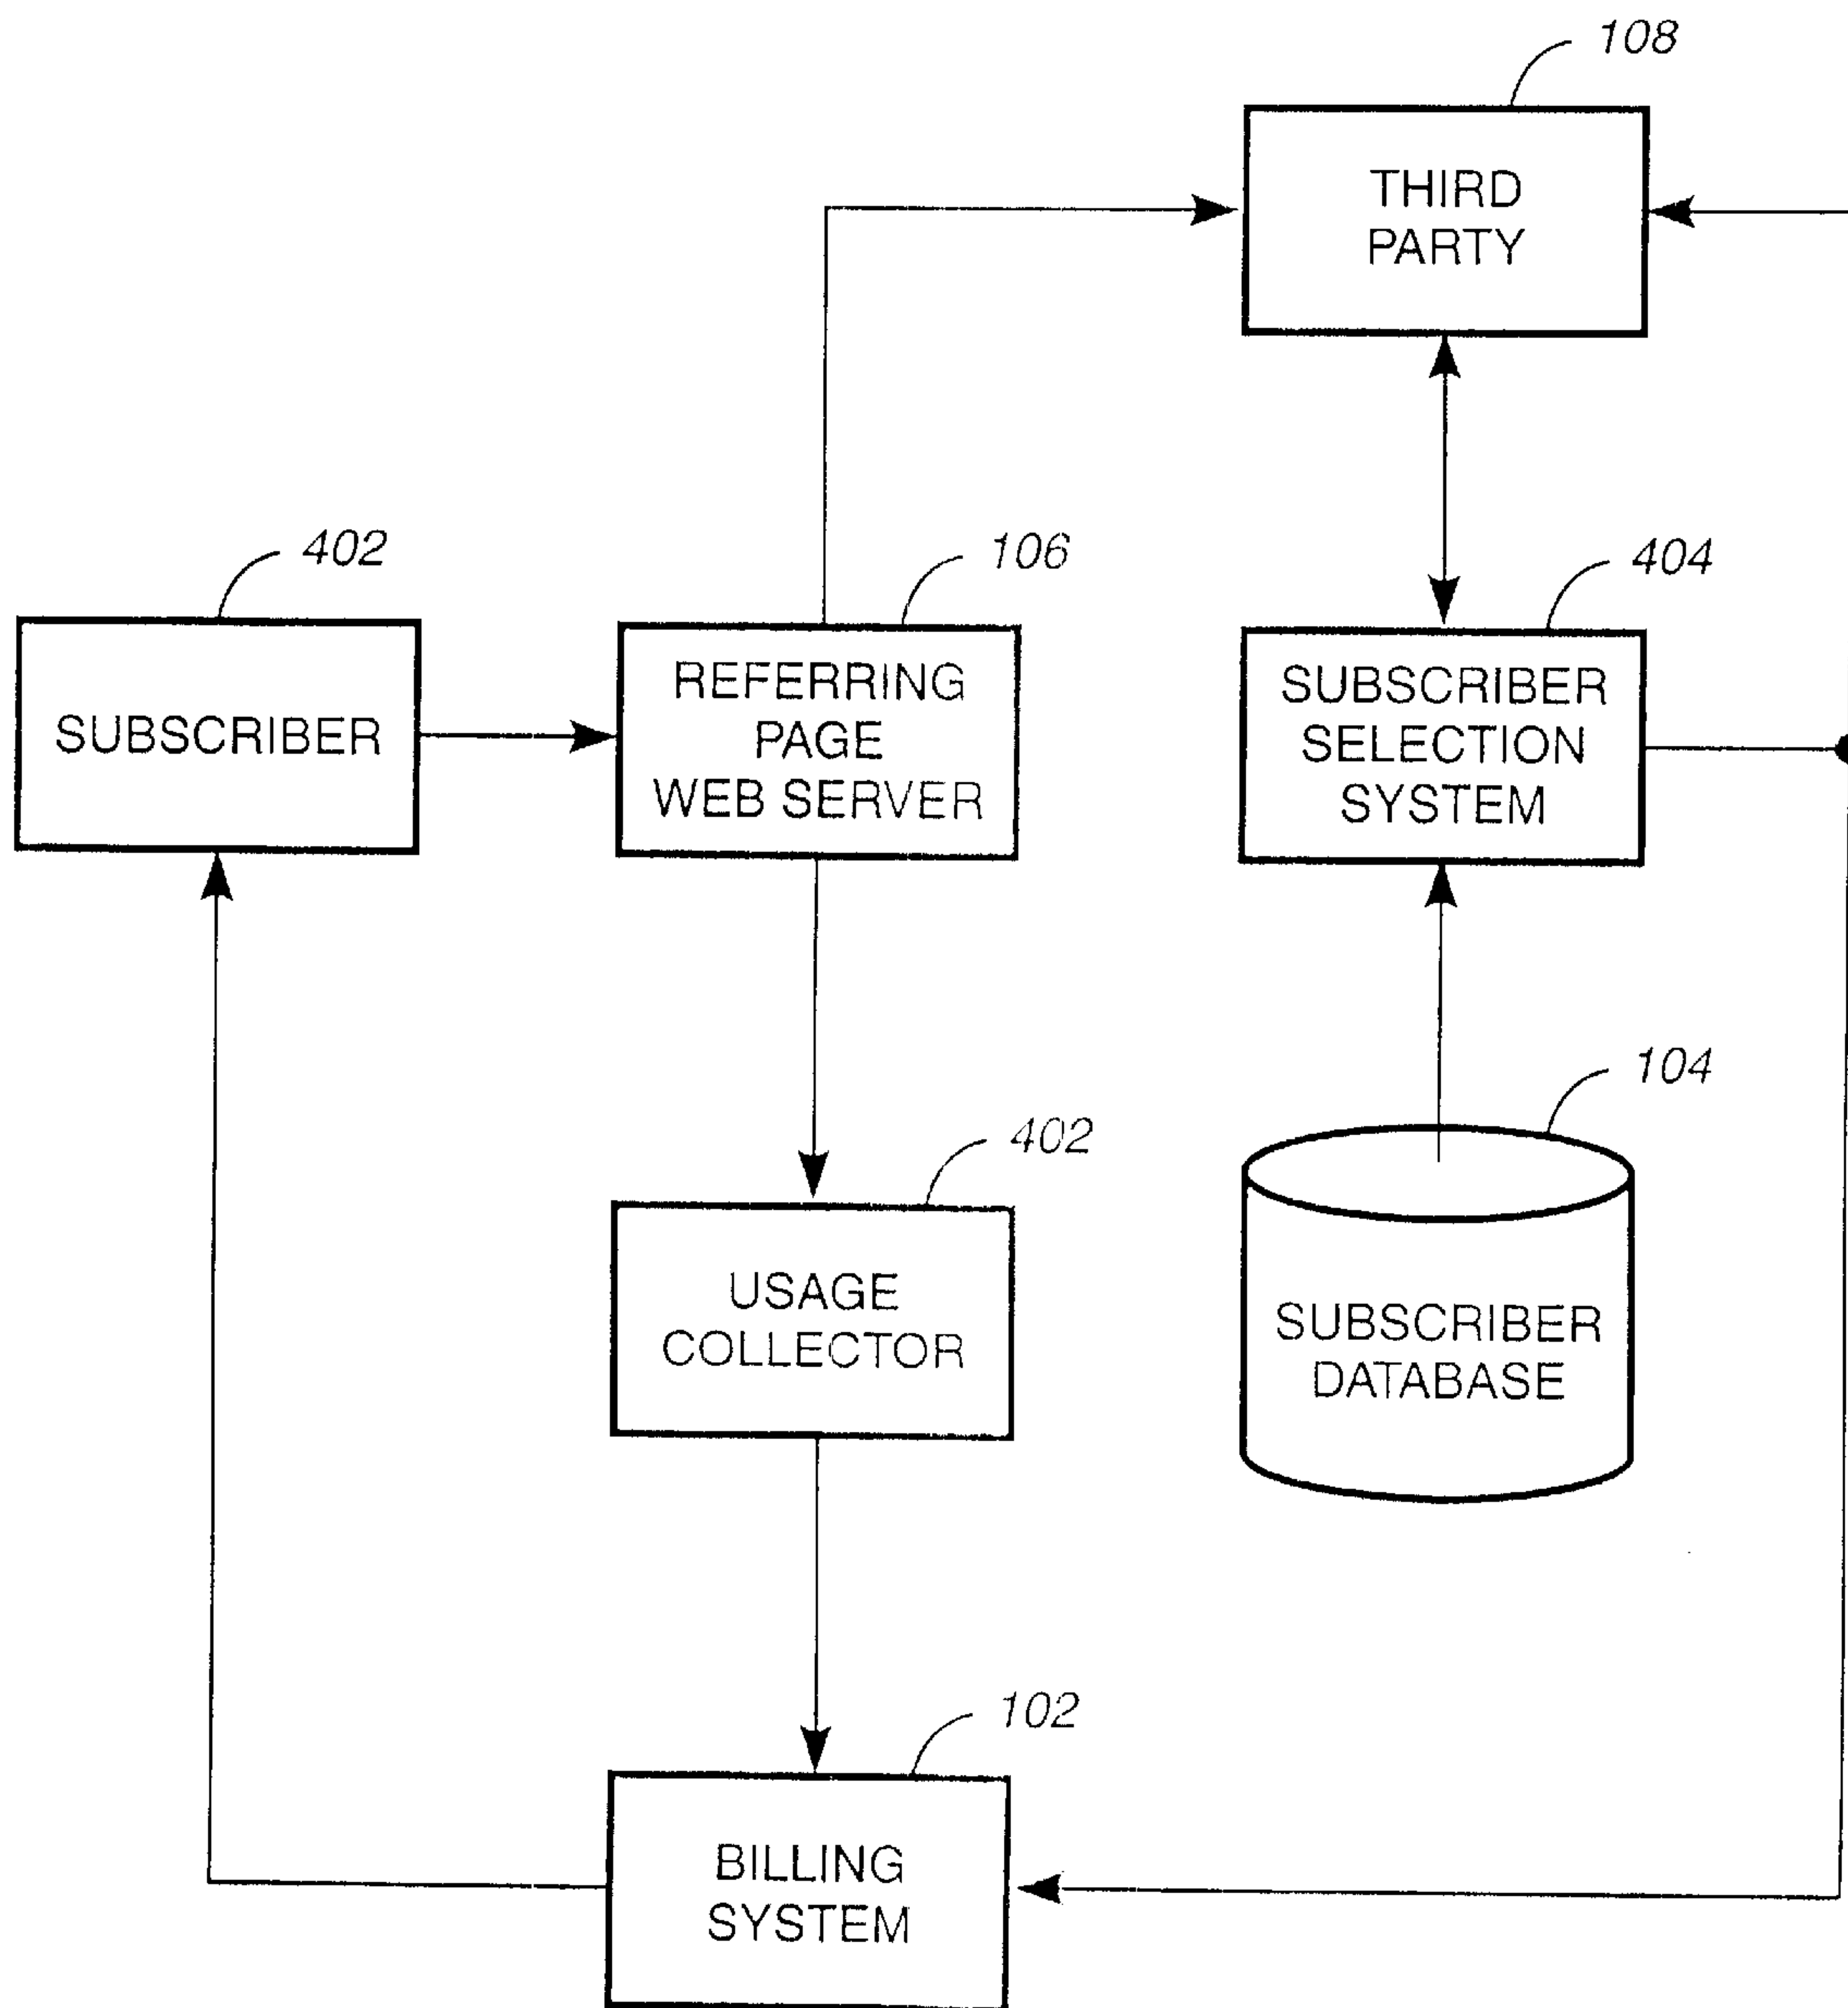 108
THIRD
PARTY
402
106
404
SUBSCRIBER
REFERRING
PAGE
WEB SERVER
SUBSCRIBER
SELECTION
SYSTEM
104
402
USAGE
COLLECTOR
SUBSCRIBER
DATABASE
102
BILLING
SYSTEM